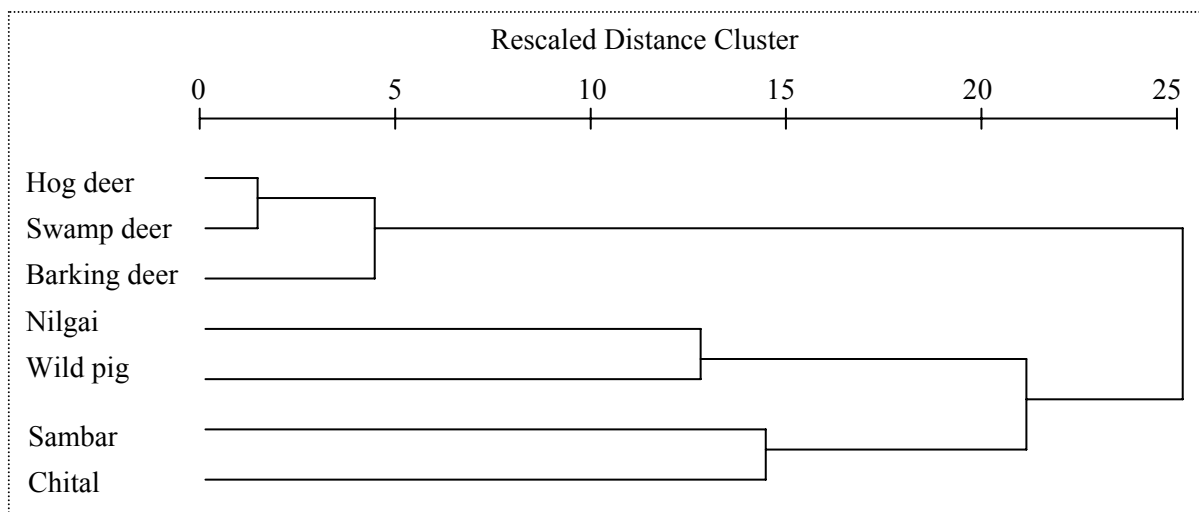 Rescaled Distance Cluster
0 5 10 15 20 25
Hog deer
Swamp deer
Barking deer
Nilgai
Wild pig
Sambar
Chital